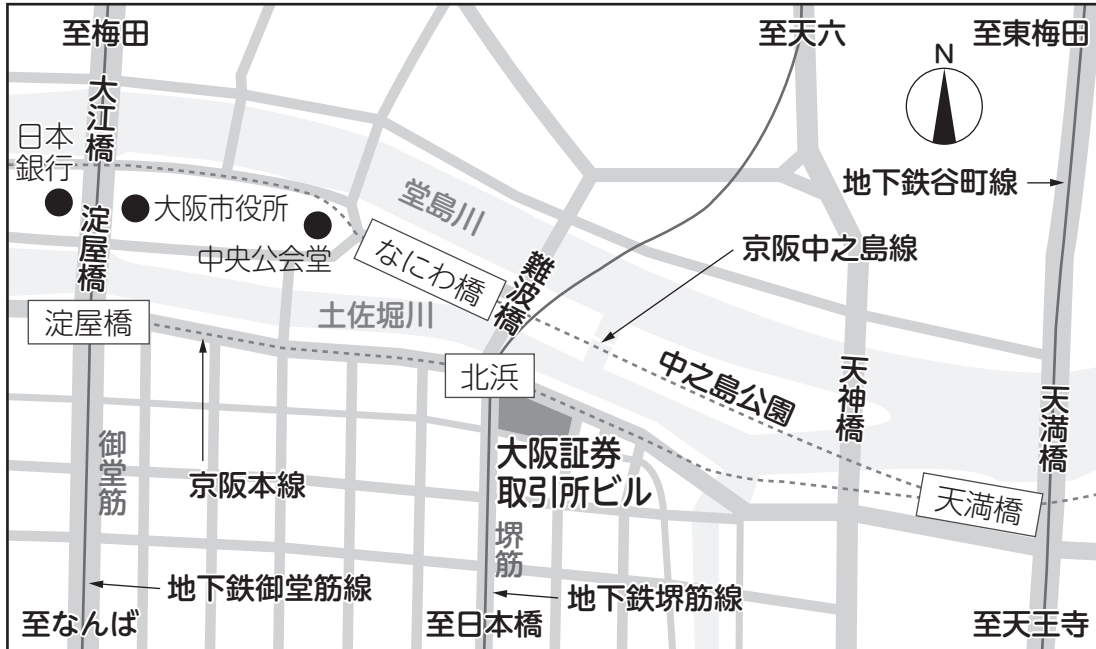 至梅田
至天六
至東梅田
N
大江橋
日本
銀行
大阪市役所
中央公会堂
淀屋橋
堂島川
なにわ橋
難波橋
地下鉄谷町線
京阪中之島線
淀屋橋
土佐堀川
北浜
中之島公園
天神橋
天満橋
御堂筋
京阪本線
大阪証券
取引所ビル
天満橋
堺筋
地下鉄御堂筋線
地下鉄堺筋線
至なんば
至日本橋
至天王寺